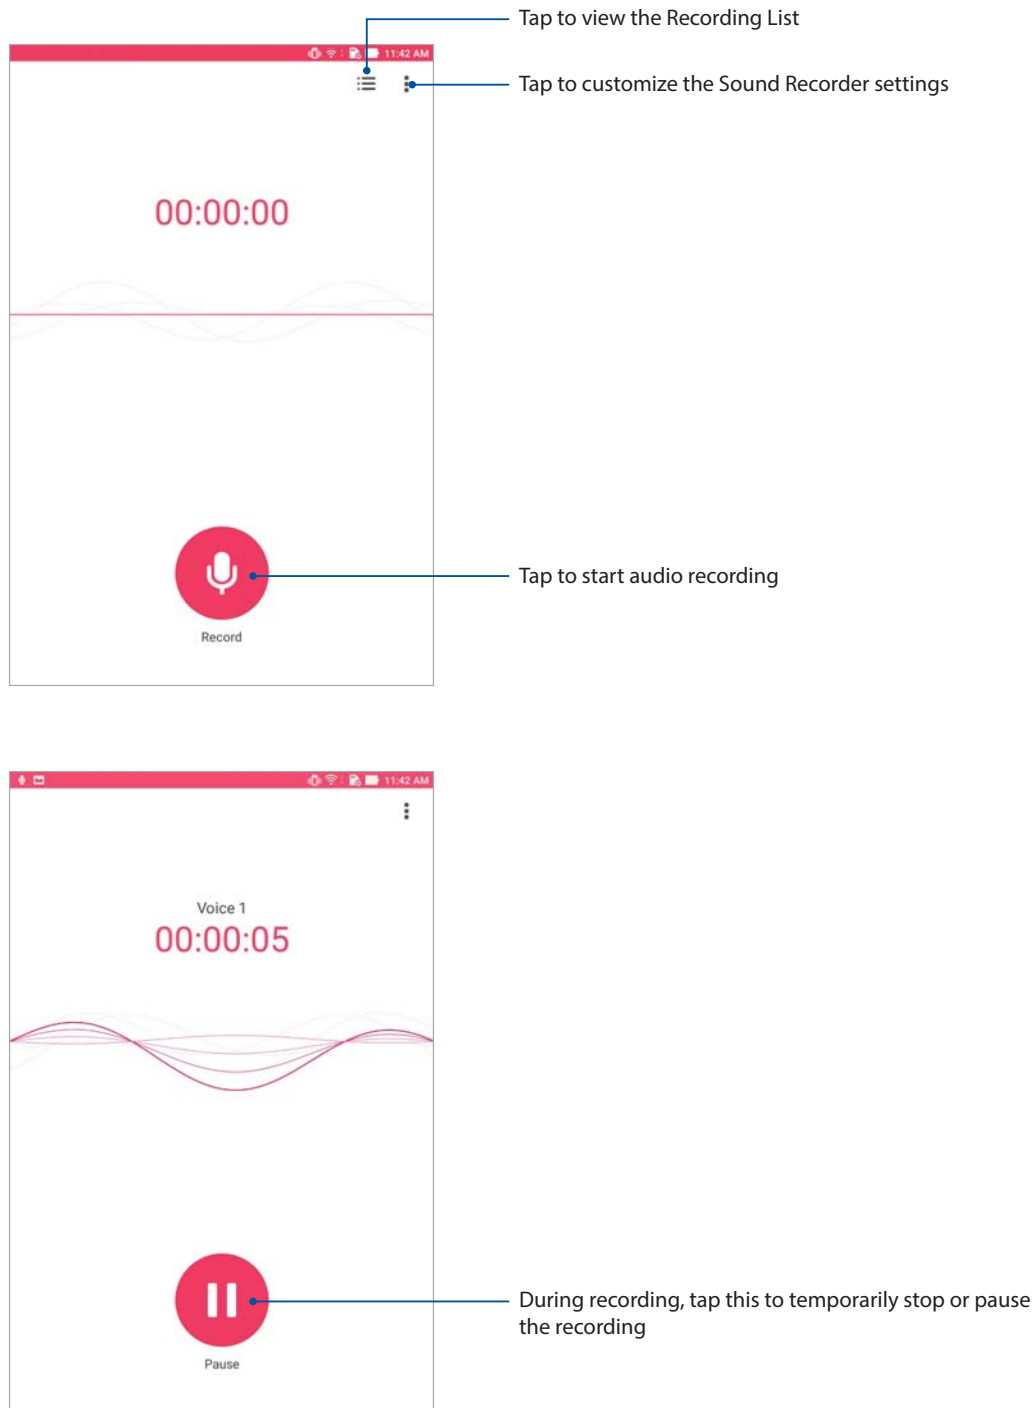 Tap to view the Recording List
11:42 AM
Tap to customize the Sound Recorder settings
00:00:00
Tap to start audio recording
Record
11:42 AM
Voice 1
00:00:05
During recording, tap this to temporarily stop or pause
the recording
Pause